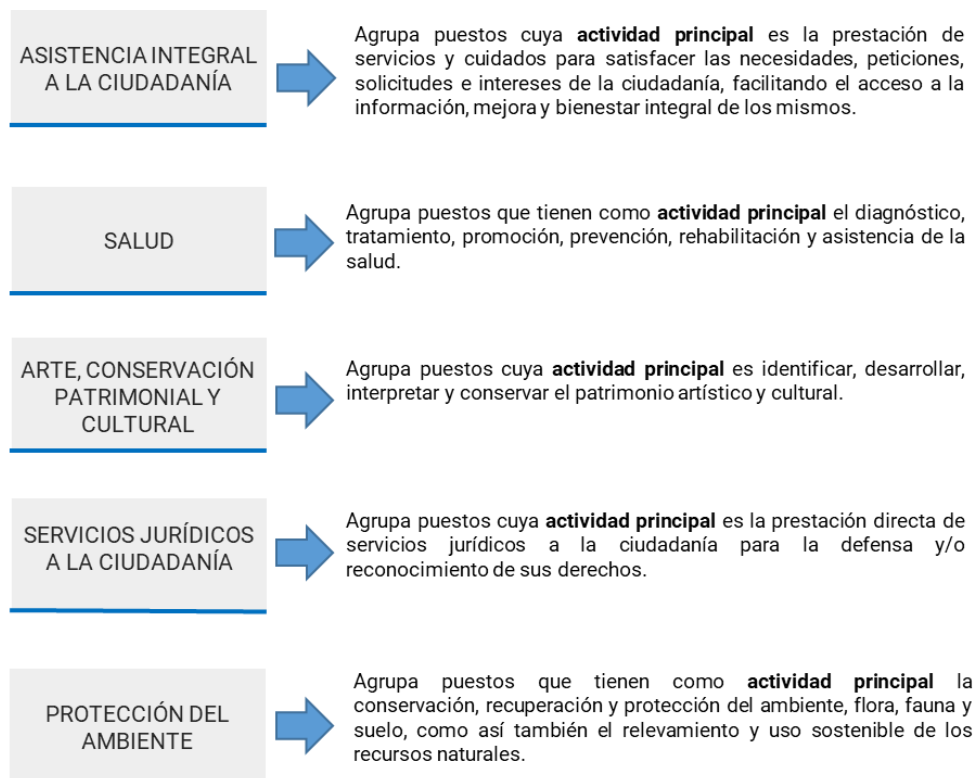 ASISTENCIA INTEGRAL
A LA CIUDADANÍA
Agrupa puestos cuya actividad principal es la prestación de
servicios y cuidados para satisfacer las necesidades, peticiones,
solicitudes e intereses de la ciudadanía, facilitando el acceso a la
información, mejora y bienestar integral de los mismos.
SALUD
Agrupa puestos que tienen como actividad principal el diagnóstico,
tratamiento, promoción, prevención, rehabilitación y asistencia de la
salud.
ARTE, CONSERVACIÓN
PATRIMONIAL Y
CULTURAL
Agrupa puestos cuya actividad principal es identificar, desarrollar,
interpretar y conservar el patrimonio artístico y cultural.
SERVICIOS JURÍDICOS
A LA CIUDADANÍA
Agrupa puestos cuya actividad principal es la prestación directa de
servicios jurídicos a la ciudadanía para la defensa y/o
reconocimiento de sus derechos.
PROTECCIÓN DEL
AMBIENTE
Agrupa puestos que tienen como actividad principal la
conservación, recuperación y protección del ambiente, flora, fauna y
suelo, como así también el relevamiento y uso sostenible de los
recursos naturales.